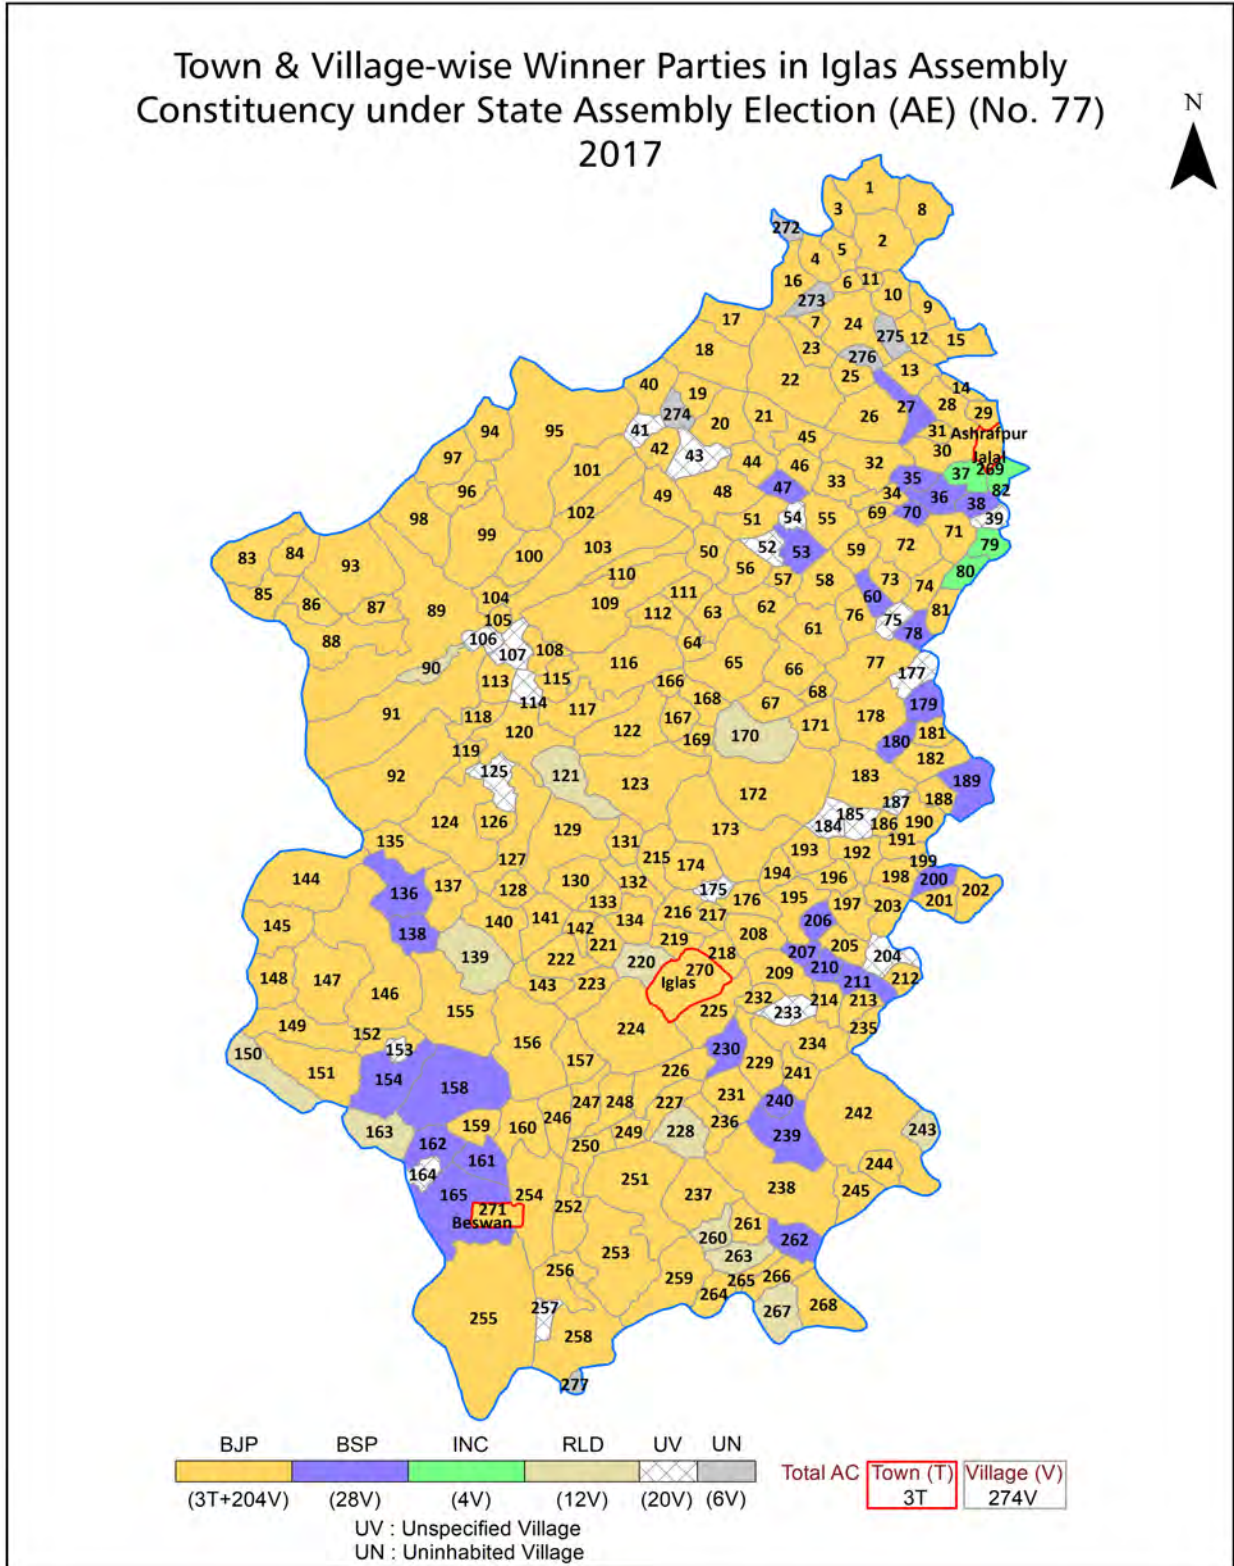 Town & Village-wise Winner Parties in Iglas Assembly
Constituency under State Assembly Election (AE) (No. 77)
2017
N
1
3 8
272 2
5
4
16 6 11
273 10 9
17 7 24 275 12 15
18 23 276
22 25 13
40 19 14
274 27 28 29
94 95 41 20 21 26 31 Ashrafpur
42 45 30
97 43 44 46 32 Jalal
101 37 269
96 49 48 47 33 35 82
34 36 38
98 102 51 54 55 69 70 39
99 52 53 71
100 103 50 59 72 79
83 84 93 56 80
110 57 58 73 74
85 86 87 89 104 109 111 62 60
88 105 112 63 76 75 81
106 64 61 78
107 108
90 116 65 66 77 177
113 115 166
114 168 68 179
91 118 117 167 67 178
120 122 169 170 171 180 181
119 182
92 125 121 123 183 189
172 187 188
124 126 184 185 186 190
129 173 191
135 131 193 192
127 215 174 199
144 130 132 194 196 198 200 202
136 137 128 175 195 201
133 176 197 203
145 140 141 134 216 217 206
138 142 219 208 205
139 222 221 220 218 207 204
148 147 270 210 212
146 143 223 Iglas 209 211
232 214 213
149 155 225 233
152 156 224 235
150 153 157 230 234
151 154 226 229 241
158 247 248 227 231 240 242
163 159 160 246 236
162 249 228 239 243
250
161 244
164 251 238
165 254 237 245
271 252
Beswan 260 261 262
253 263
256 259 265 266
255 257 264 267 268
258
277
BJP BSP INC RLD UV UN
Total AC Town (T) Village (V)
3T 274V
(3T+204V) (28V) (4V) (12V) (20V) (6V)
UV : Unspecified Village
UN : Uninhabited Village